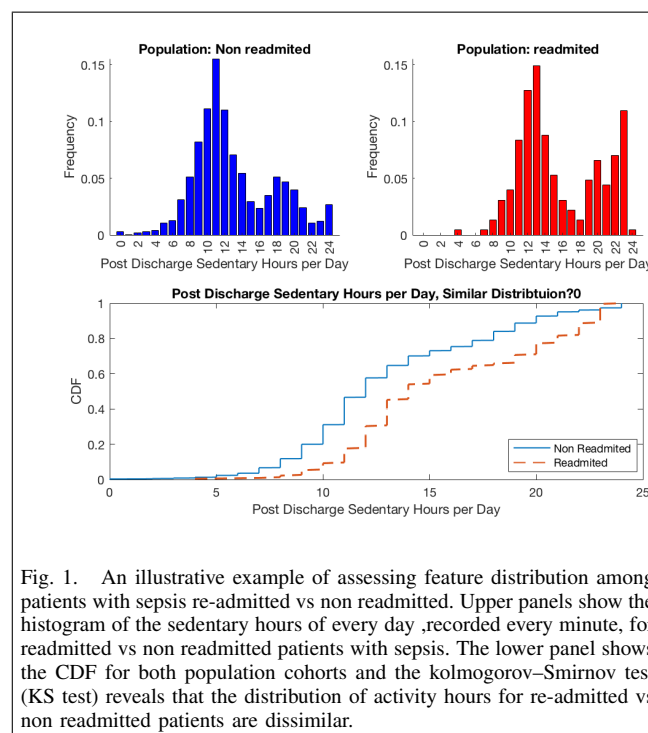 Population: Non readmited
Population: readmited
0.15
0.1
0.05
0
Frequency
0 2 4 6 8 10 12 14 16 18 20 22 24
Post Discharge Sedentary Hours per Day
0.15
0.1
0.05
0
Frequency
0 2 4 6 8 10 12 14 16 18 20 22 24
Post Discharge Sedentary Hours per Day
Post Discharge Sedentary Hours per Day, Similar Distribtuion?0
1
0.8
0.6
0.4
0.2
0
CDF
Non Readmited
Readmited
0 5 10 15 20 25
Post Discharge Sedentary Hours per Day
Fig. 1. An illustrative example of assessing feature distribution among
patients with sepsis re-admitted vs non readmitted. Upper panels show the
histogram of the sedentary hours of every day ,recorded every minute, for
readmitted vs non readmitted patients with sepsis. The lower panel shows
the CDF for both population cohorts and the kolmogorov–Smirnov tes
(KS test) reveals that the distribution of activity hours for re-admitted vs
non readmitted patients are dissimilar.